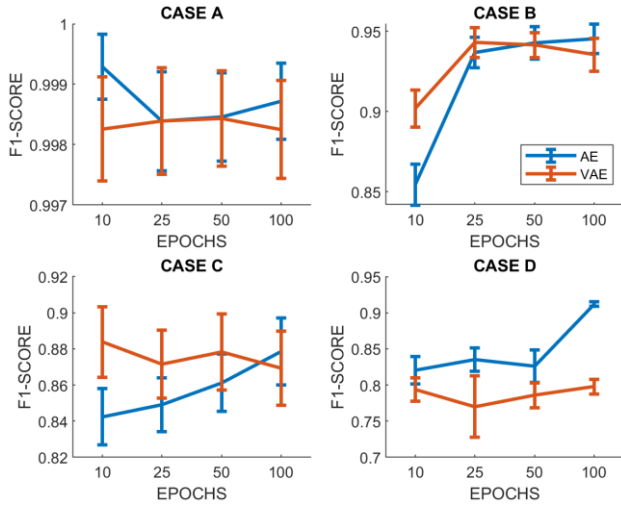 CASE A
1
0.999
0.998
0.997
F1-SCORE
10 25 50 100
EPOCHS
CASE B
0.95
0.9
0.85
F1-SCORE
AE
VAE
10 25 50 100
EPOCHS
CASE C
0.92
0.9
0.88
0.86
0.84
0.82
F1-SCORE
10 25 50 100
EPOCHS
CASE D
0.95
0.9
0.85
0.8
0.75
0.7
F1-SCORE
10 25 50 100
EPOCHS